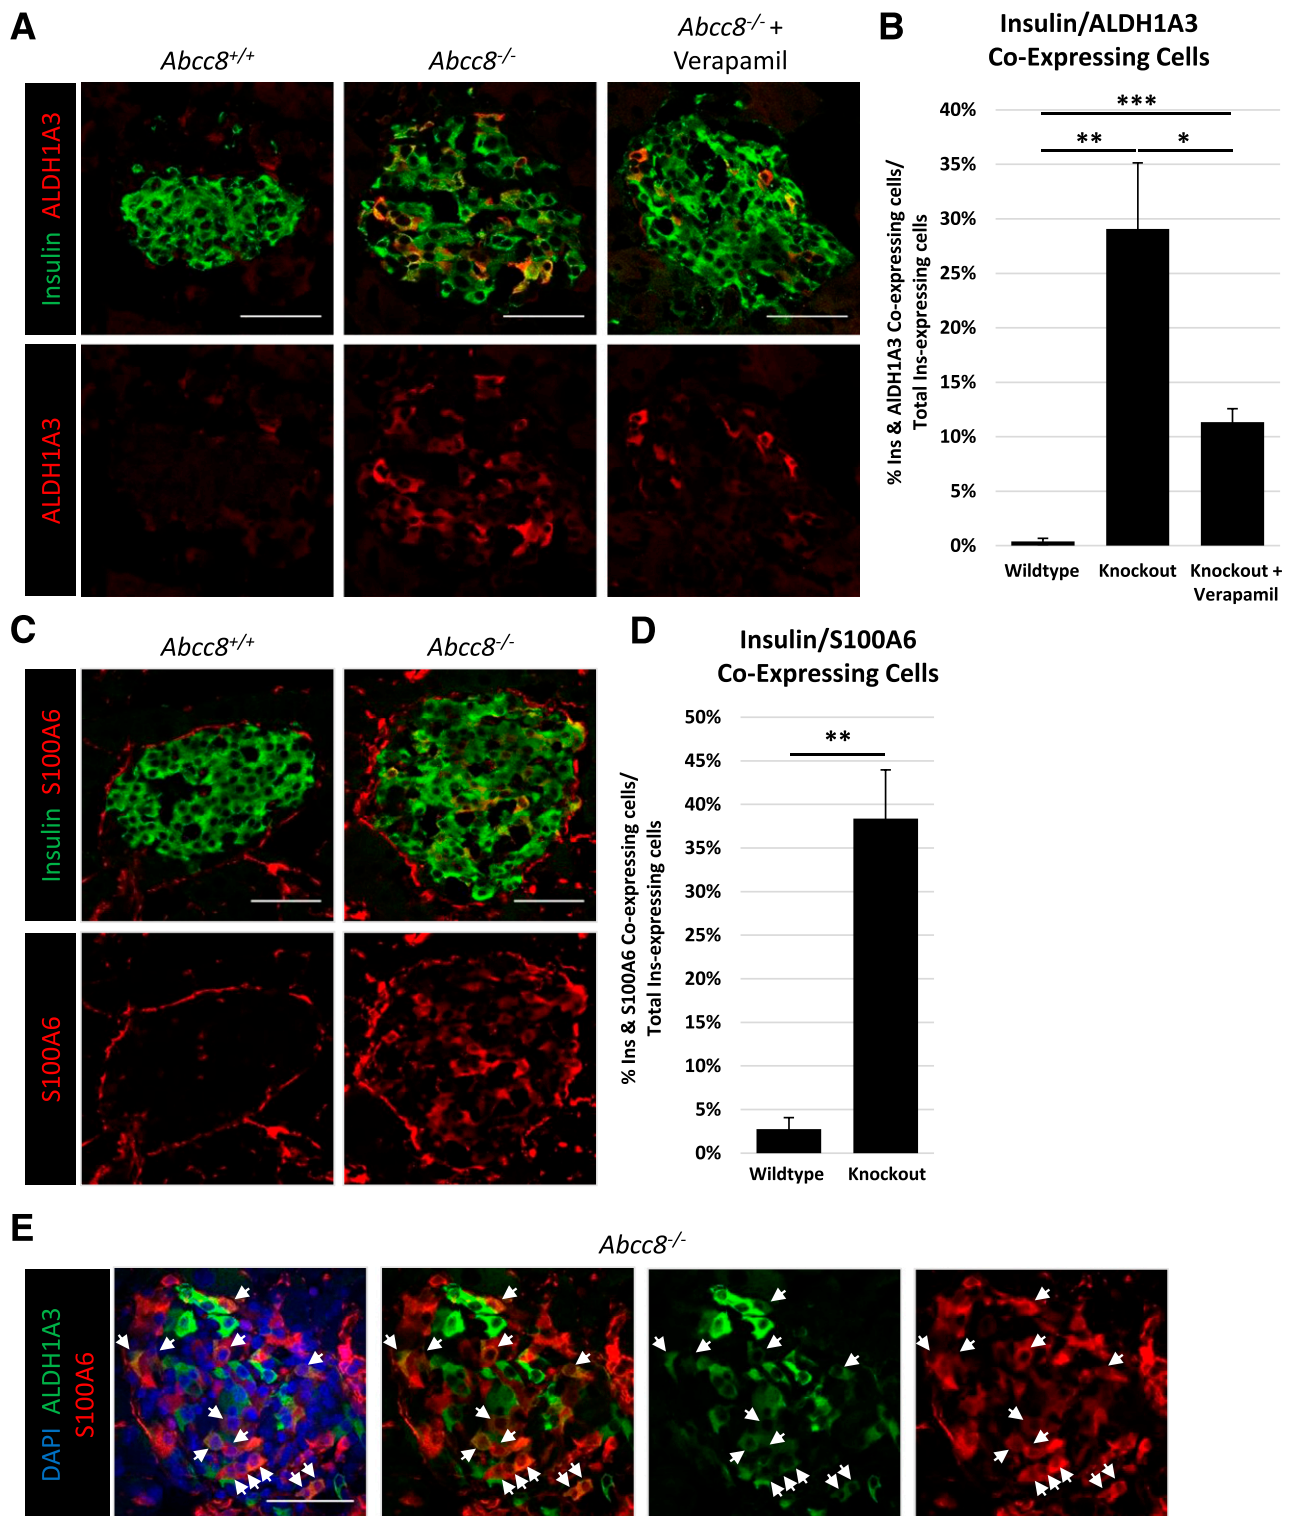 A
Abcc8+/+
Abcc8-/-
Abcc8-/- +
Verapamil
Insulin ALDH1A3
ALDH1A3
B
Insulin/ALDH1A3
Co-Expressing Cells
% Ins & AlDH1A3 Co-expressing cells/
Total Ins-expressing cells
40%
35%
30%
25%
20%
15%
10%
5%
0%
***
**
*
Wildtype
Knockout
Knockout +
Verapamil
C
Abcc8+/+
Abcc8-/-
Insulin S100A6
S100A6
D
Insulin/S100A6
Co-Expressing Cells
% Ins & S100A6 Co-expressing cells/
Total Ins-expressing cells
50%
45%
40%
35%
30%
25%
20%
15%
10%
5%
0%
**
Wildtype
Knockout
E
Abcc8-/-
DAPI ALDH1A3
S100A6